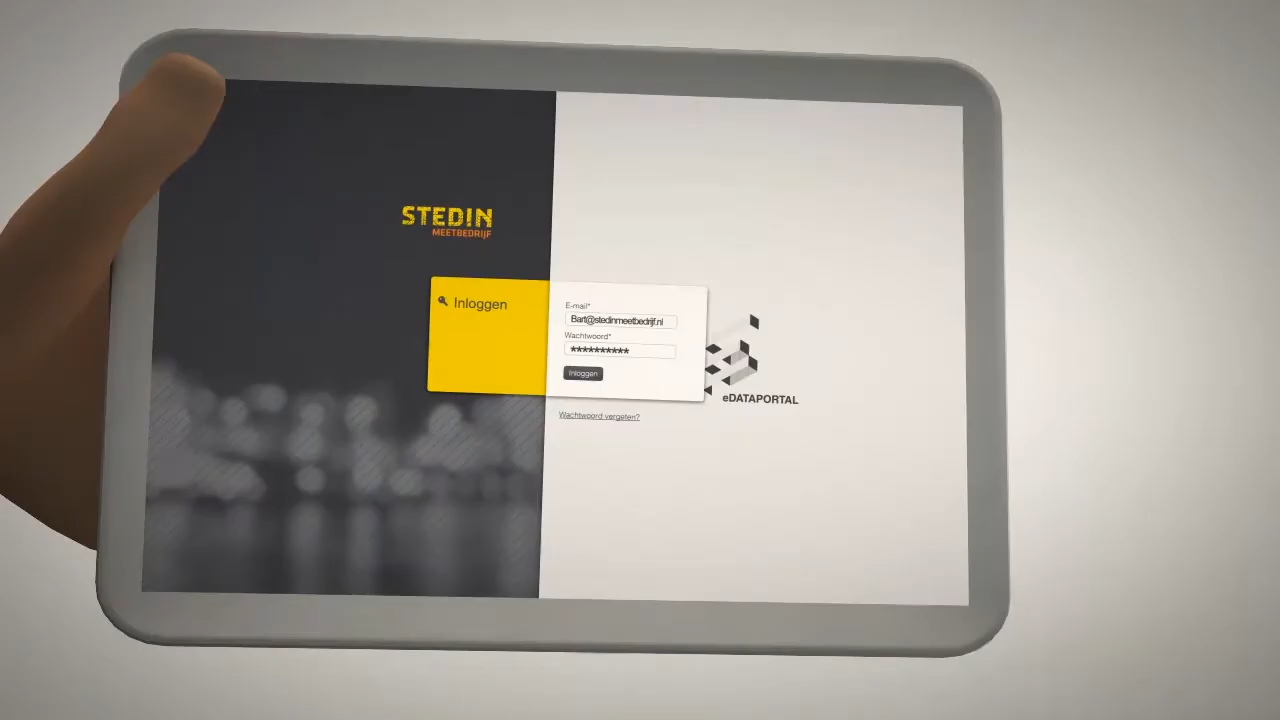 STEDIN
MEETBEDRIJF
Inloggen
E-mail*
Bart@stedinmeetbedrijf.nl
Wachtwoord*
**********
Inloggen
Wachtwoord vergeten?
eDATAPORTAL